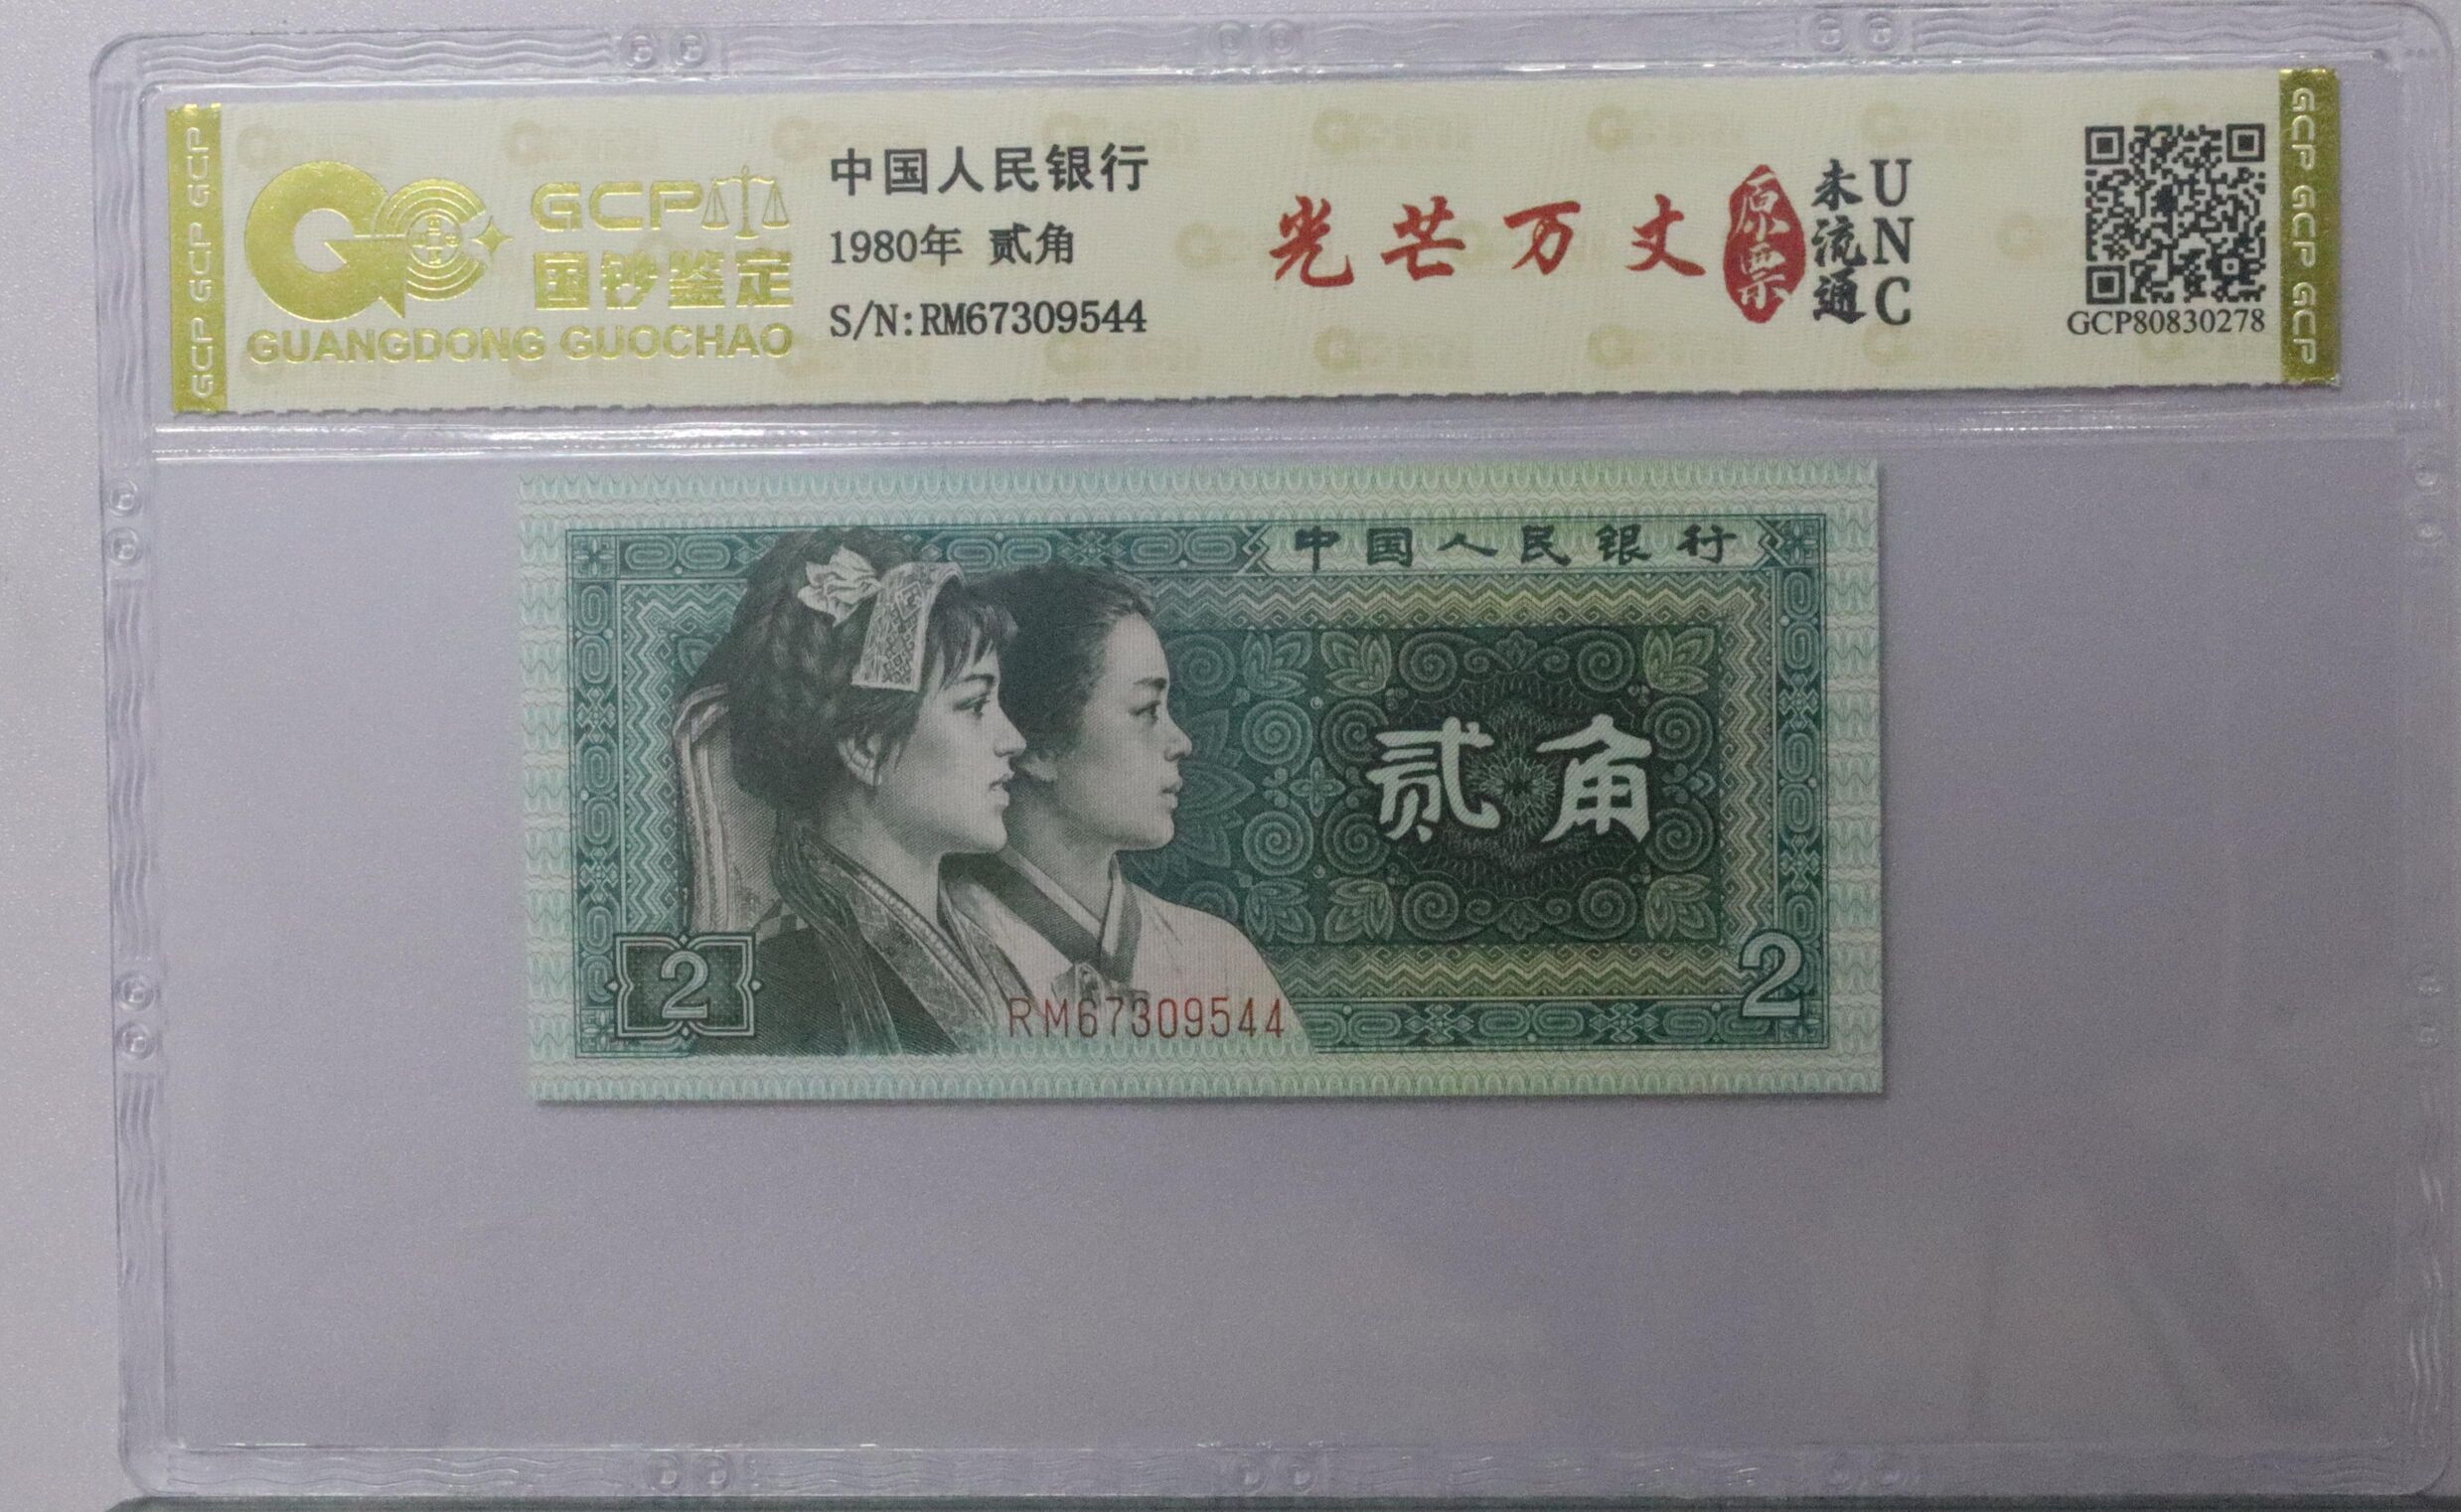 GCP GCP GCP
GCP
国钞鉴定
GUANGDONG GUOCHAO
中国人民银行
1980年 贰角
S/N:RM67309544
光芒万丈
原票
未流通
UNC
GCP80830278
GCP GCP GCP
中国人民银行
贰角
2
RM67309544
2